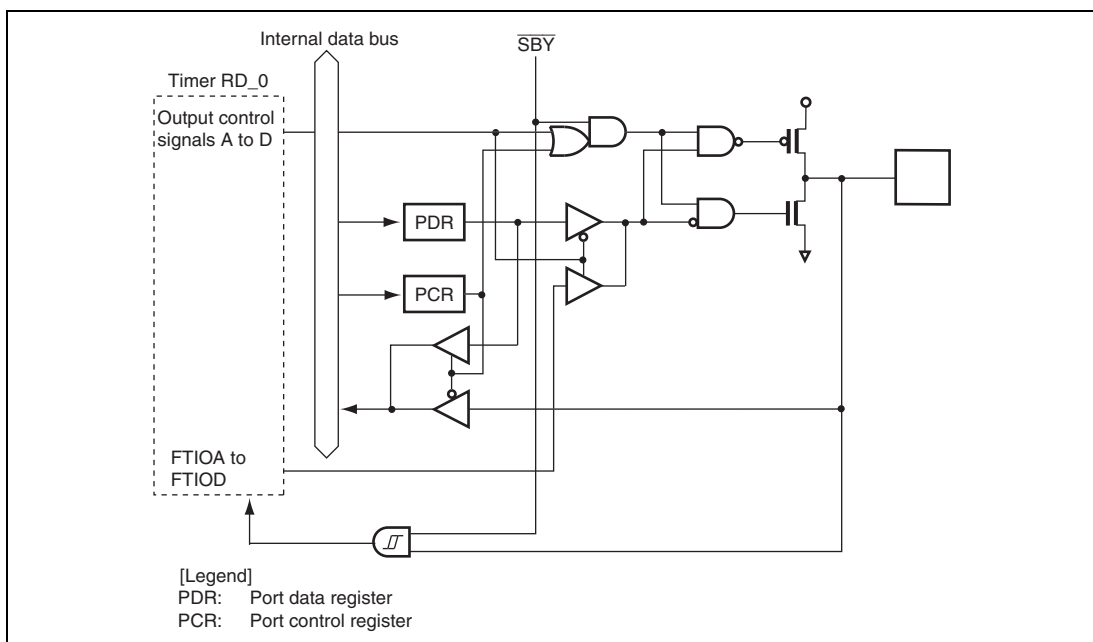 Internal data bus
SBY
Timer RD_0
Output control
signals A to D
PDR
PCR
FTIOA to
FTIOD
[Legend]
PDR: Port data register
PCR: Port control register